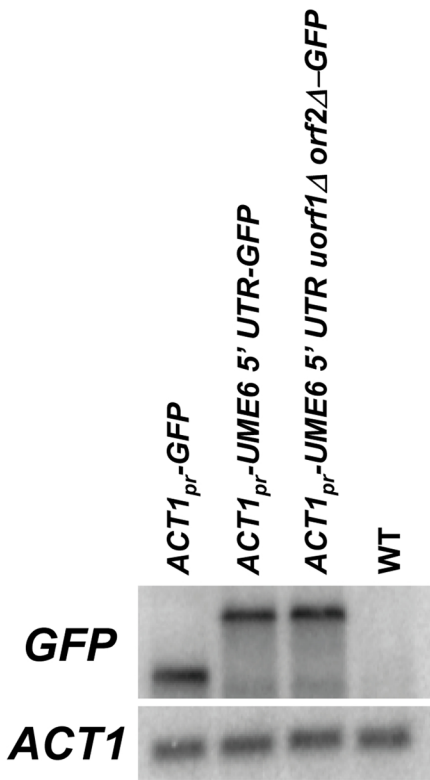 ACT1pr-GFP
ACT1pr-UME6 5’ UTR-GFP
ACT1pr-UME6 5’ UTR uorf1Δ orf2Δ–GFP
WT
GFP
ACT1